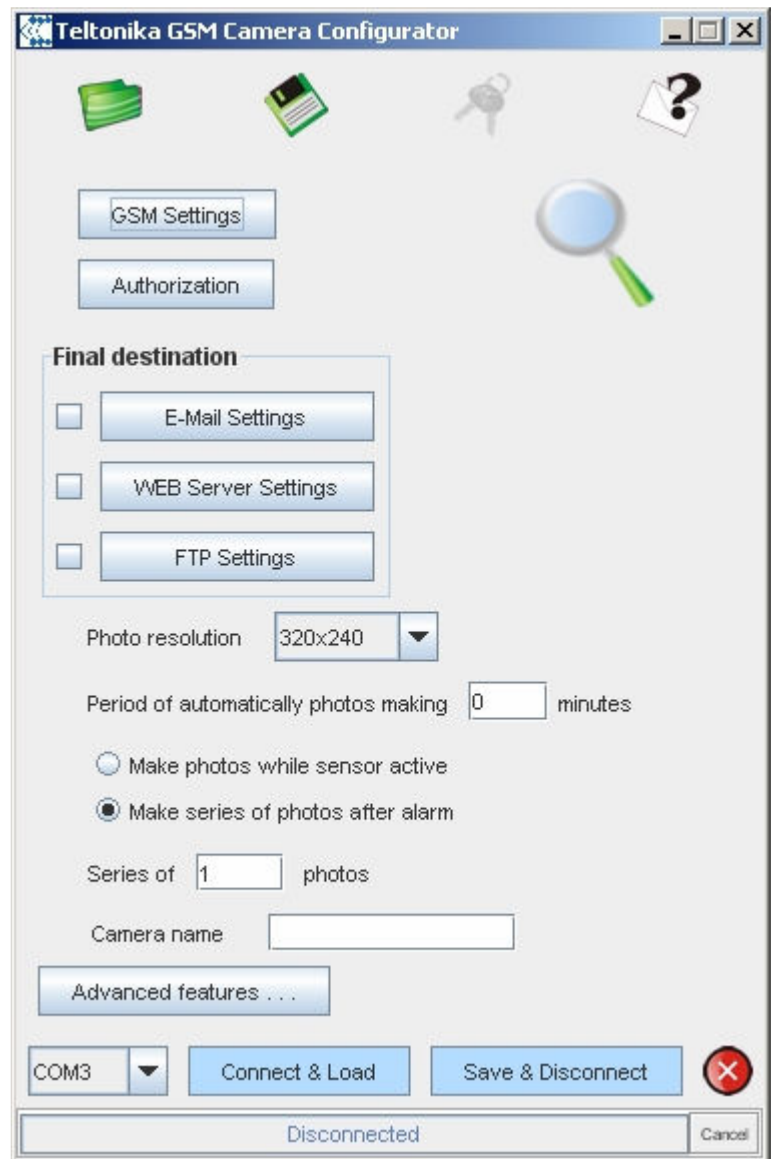 Teltonika GSM Camera Configurator
GSM Settings
Authorization
Final destination
E-Mail Settings
WEB Server Settings
FTP Settings
Photo resolution 320x240
Period of automatically photos making 0 minutes
Make photos while sensor active
Make series of photos after alarm
Series of 1 photos
Camera name
Advanced features . . .
COM3 Connect & Load Save & Disconnect
Disconnected Cancel